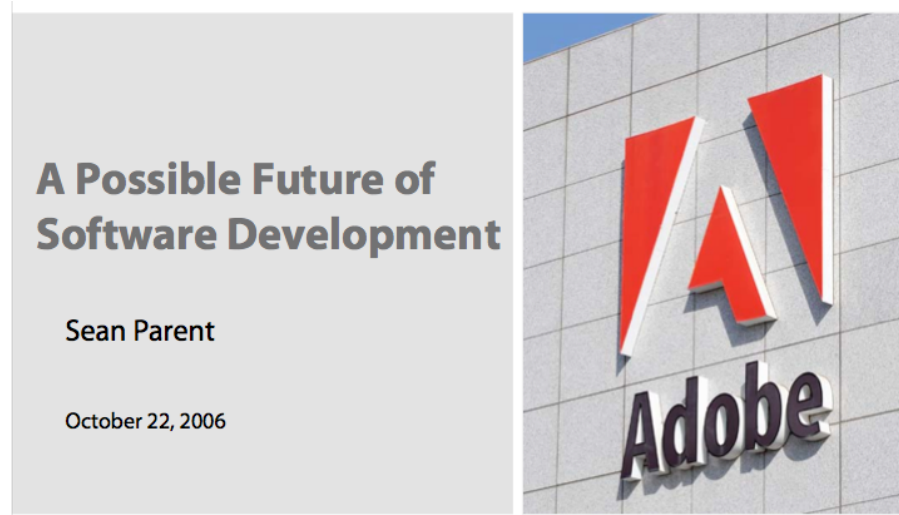 A Possible Future of
Software Development
Sean Parent
October 22, 2006
Adobe